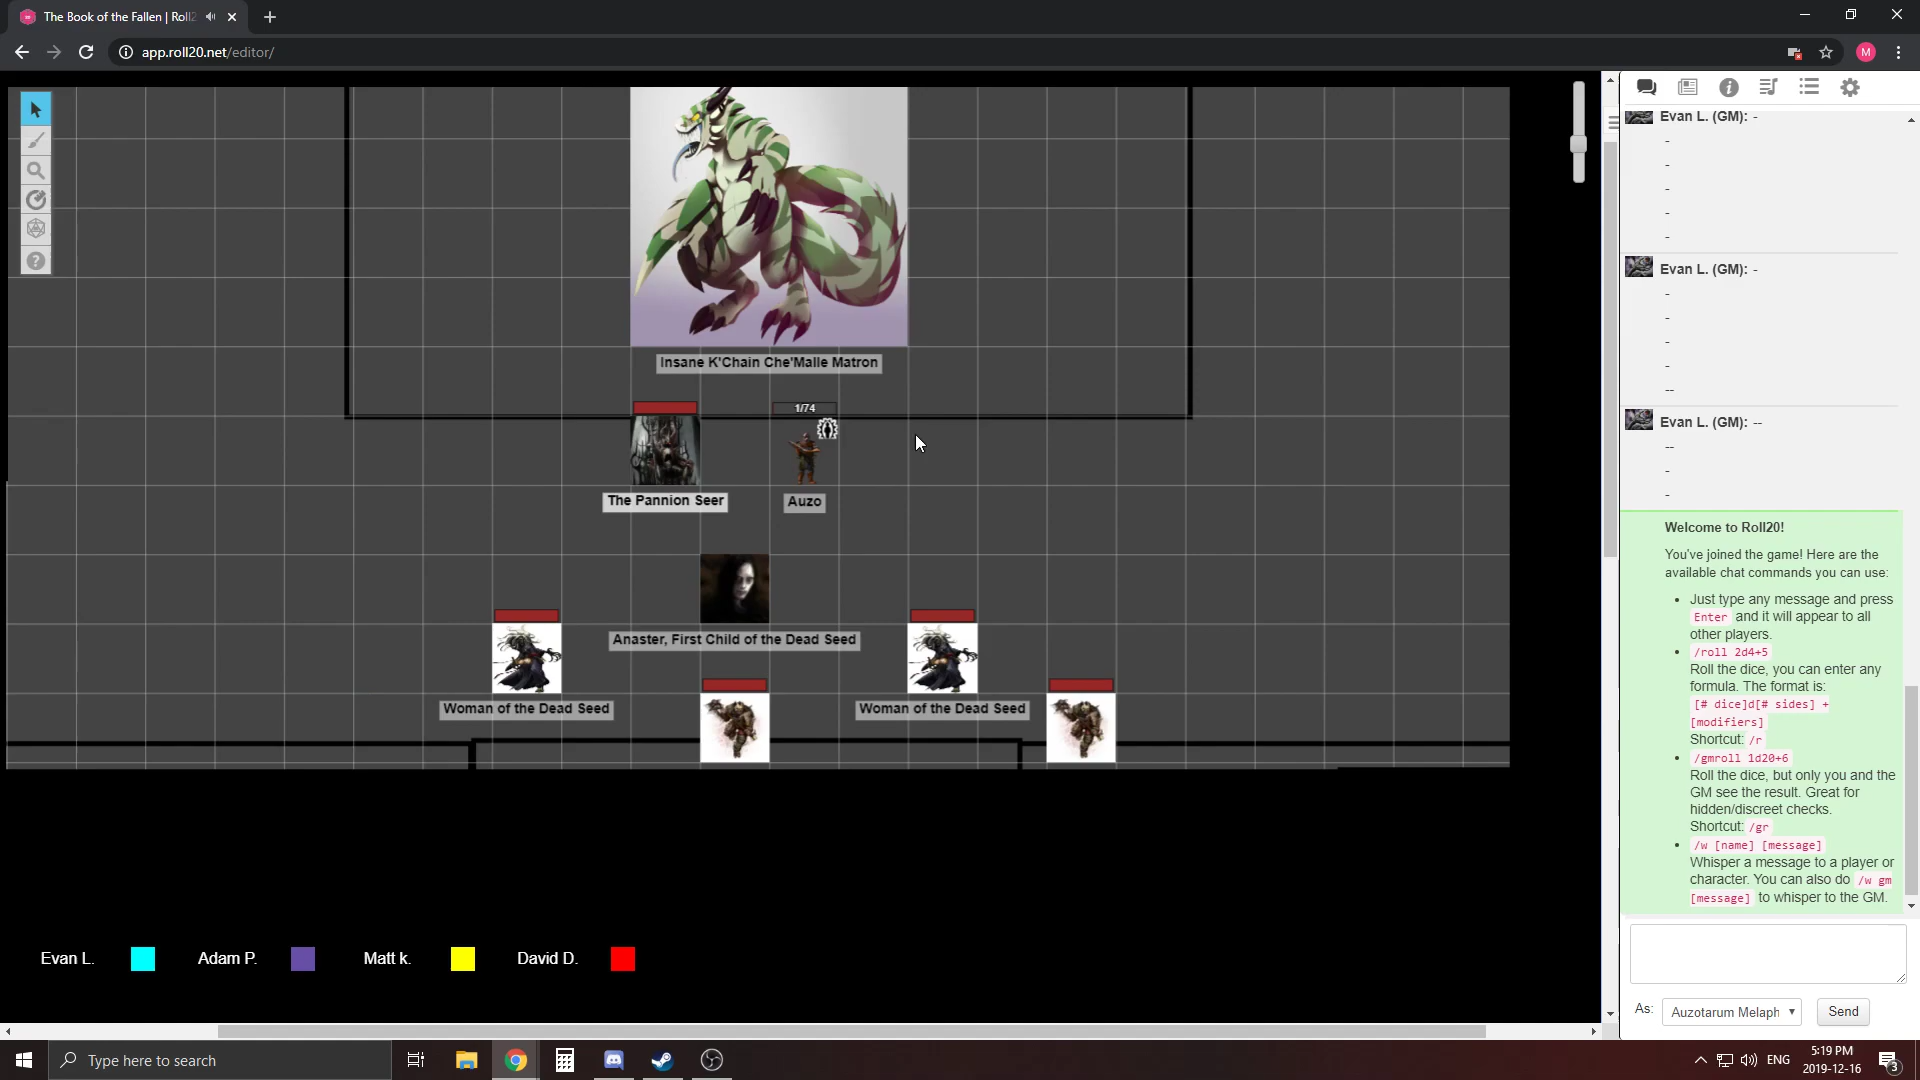 The Book of the Fallen | Roll2
app.roll20.net/editor/
M
Insane K'Chain Che'Malle Matron
1/74
The Pannion Seer
Auzo
Anaster, First Child of the Dead Seed
Woman of the Dead Seed
Woman of the Dead Seed
Evan L.
Adam P.
Matt k.
David D.
Evan L. (GM): -
-
-
-
-
-
Evan L. (GM): -
-
-
-
-
--
Evan L. (GM): --
--
-
-
Welcome to Roll20!
You've joined the game! Here are the
available chat commands you can use:
• Just type any message and press
Enter and it will appear to all
other players.
• /roll 2d4+5
Roll the dice, you can enter any
formula. The format is:
[# dice]d[# sides] +
[modifiers]
Shortcut: /r
• /gmroll 1d20+6
Roll the dice, but only you and the
GM see the result. Great for
hidden/discreet checks.
Shortcut: /gr
• /w [name] [message]
Whisper a message to a player or
character. You can also do /w gm
[message] to whisper to the GM.
As: Auzotarum Melaph Send
Type here to search
ENG
5:19 PM
2019-12-16
3